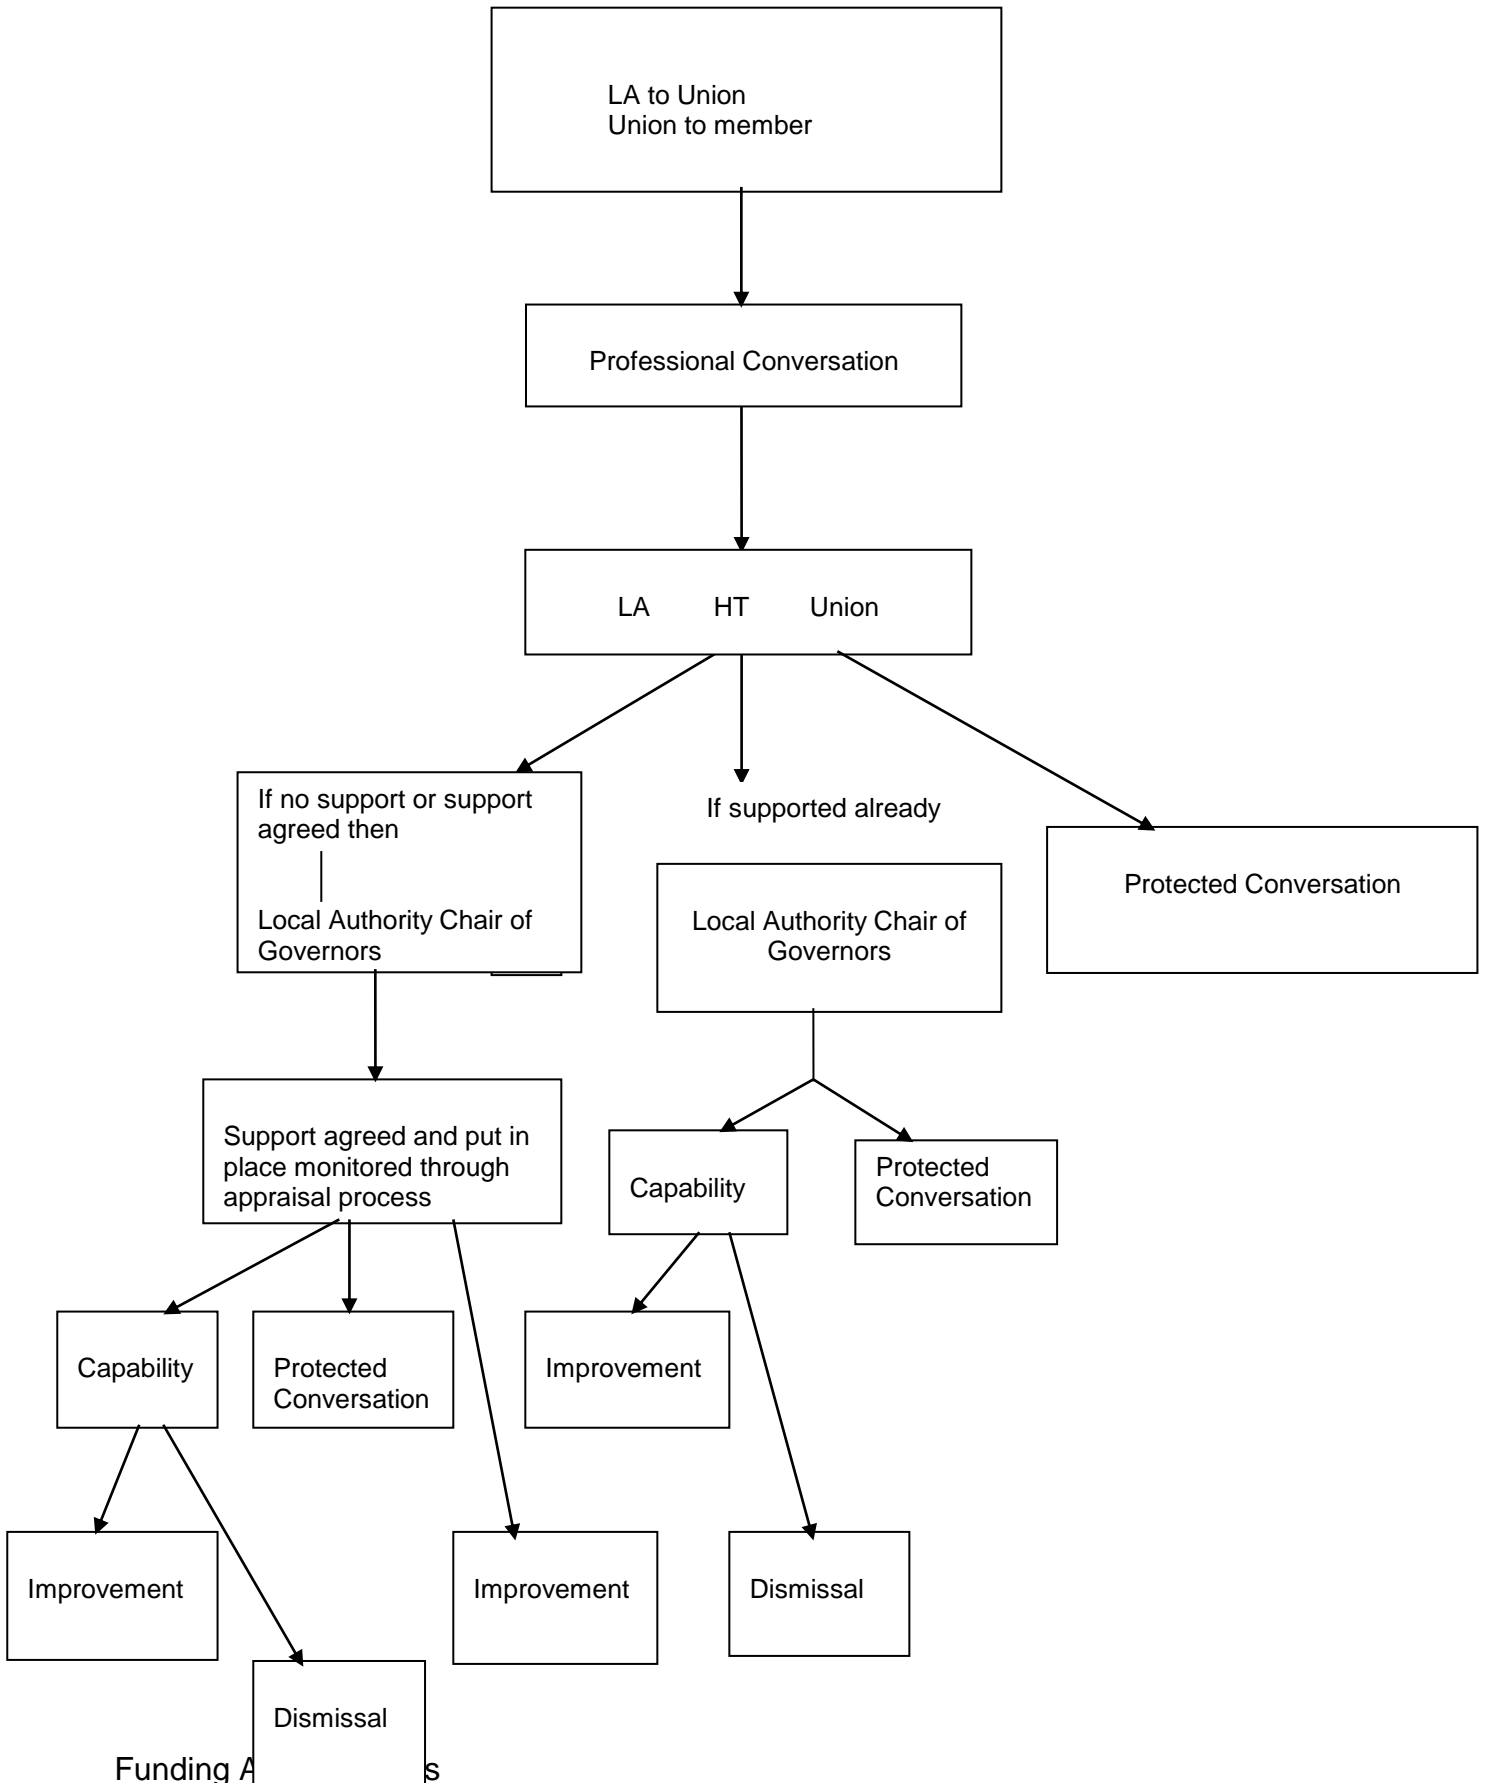 LA to Union
Union to member
Professional Conversation
LA HT Union
If no support or support
agreed then
Local Authority Chair of
Governors
If supported already
Local Authority Chair of
Governors
Protected Conversation
Support agreed and put in
place monitored through
appraisal process
Capability
Protected
Conversation
Capability
Protected
Conversation
Improvement
Improvement
Improvement
Dismissal
Dismissal
Funding